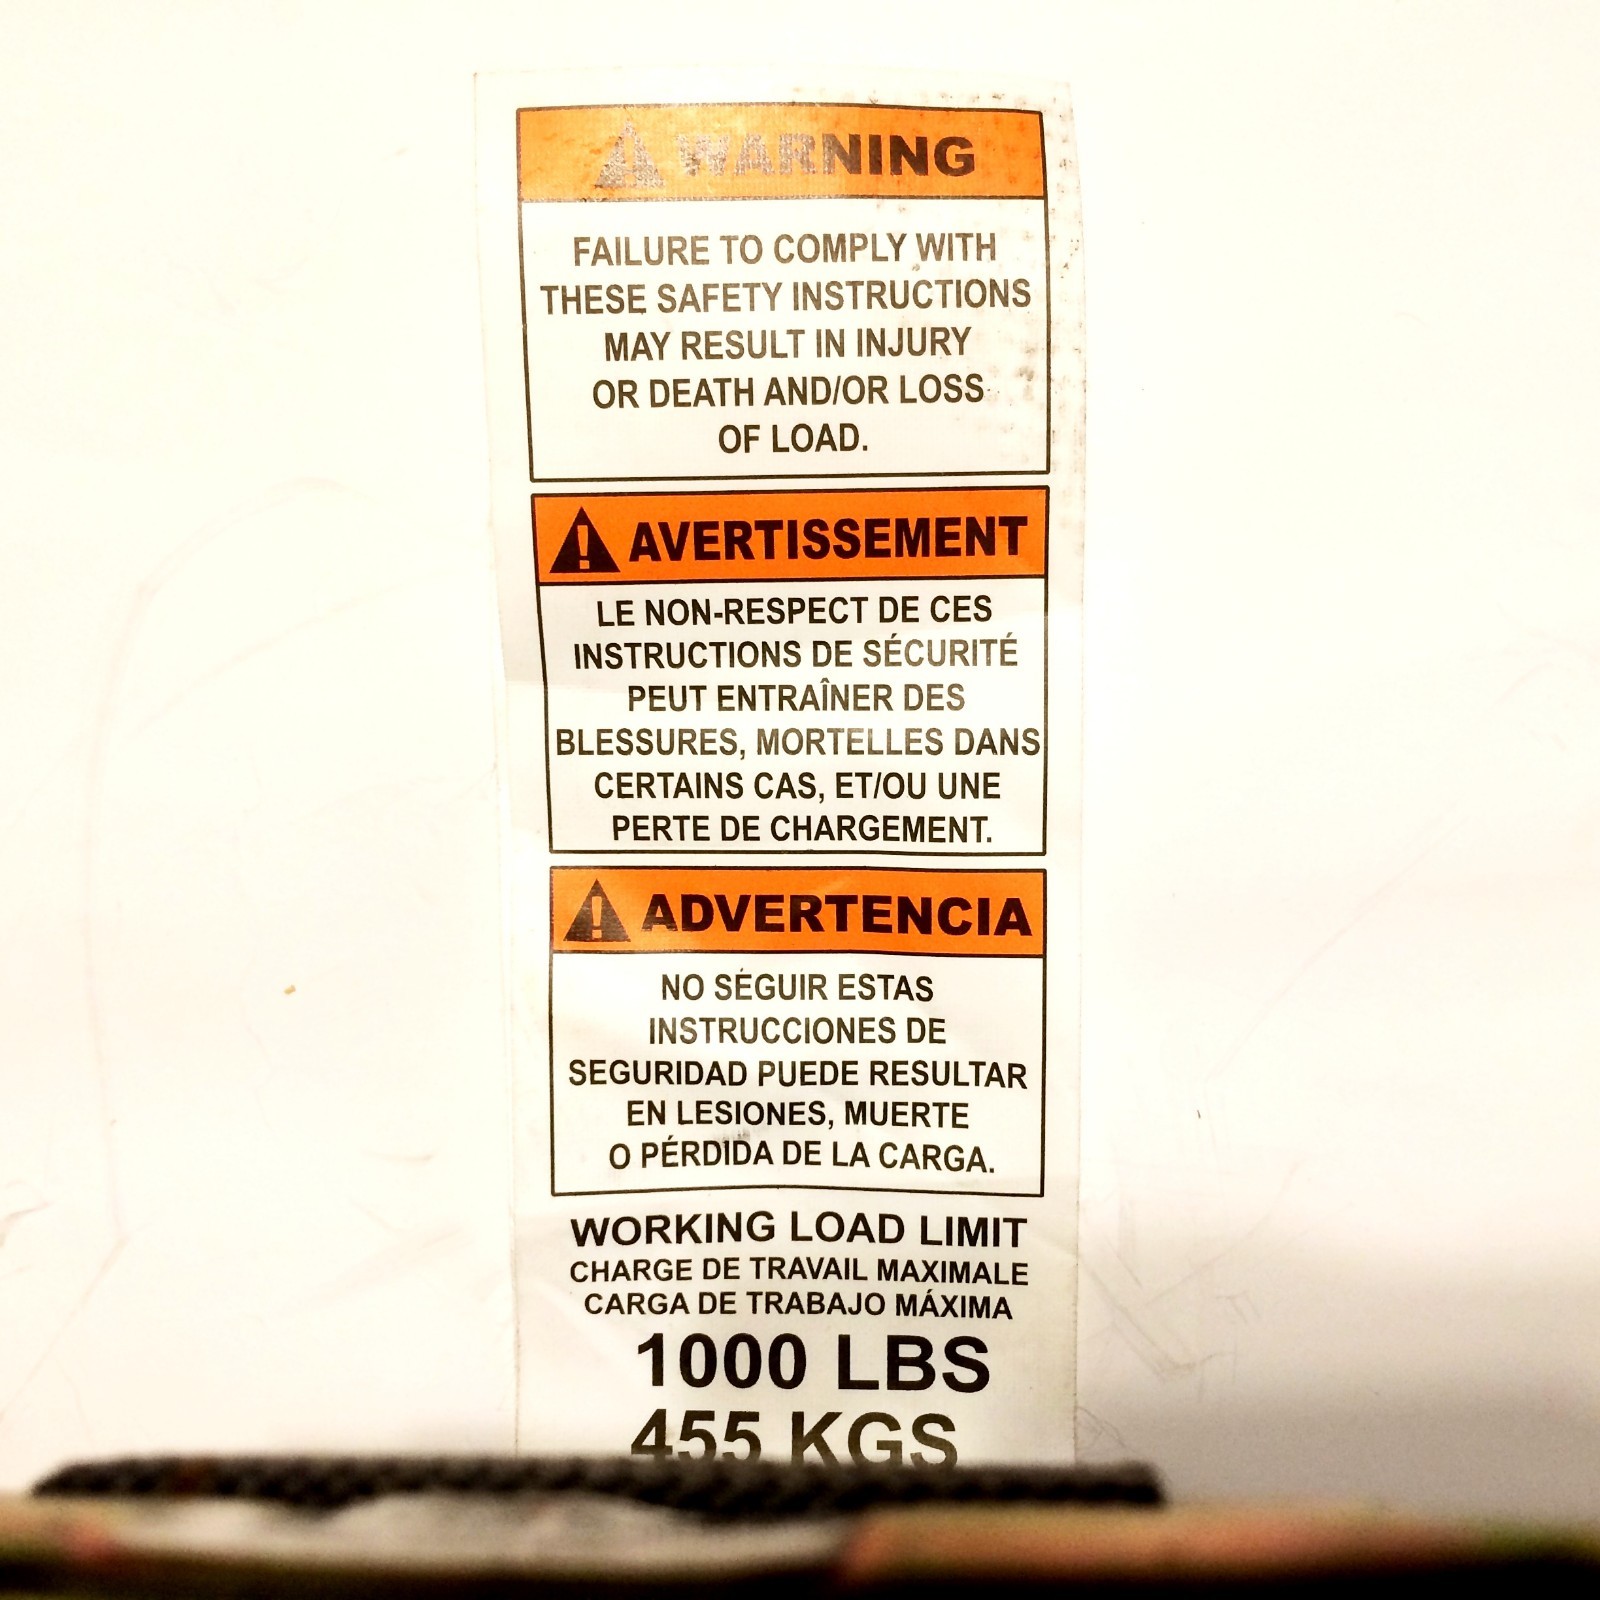 WARNING
FAILURE TO COMPLY WITH
THESE SAFETY INSTRUCTIONS
MAY RESULT IN INJURY
OR DEATH AND/OR LOSS
OF LOAD.
AVERTISSEMENT
LE NON-RESPECT DE CES
INSTRUCTIONS DE SÉCURITÉ
PEUT ENTRAÎNER DES
BLESSURES, MORTELLES DANS
CERTAINS CAS, ET/OU UNE
PERTE DE CHARGEMENT.
ADVERTENCIA
NO SÉGUIR ESTAS
INSTRUCCIONES DE
SEGURIDAD PUEDE RESULTAR
EN LESIONES, MUERTE
O PÉRDIDA DE LA CARGA.
WORKING LOAD LIMIT
CHARGE DE TRAVAIL MAXIMALE
CARGA DE TRABAJO MÁXIMA
1000 LBS
455 KGS